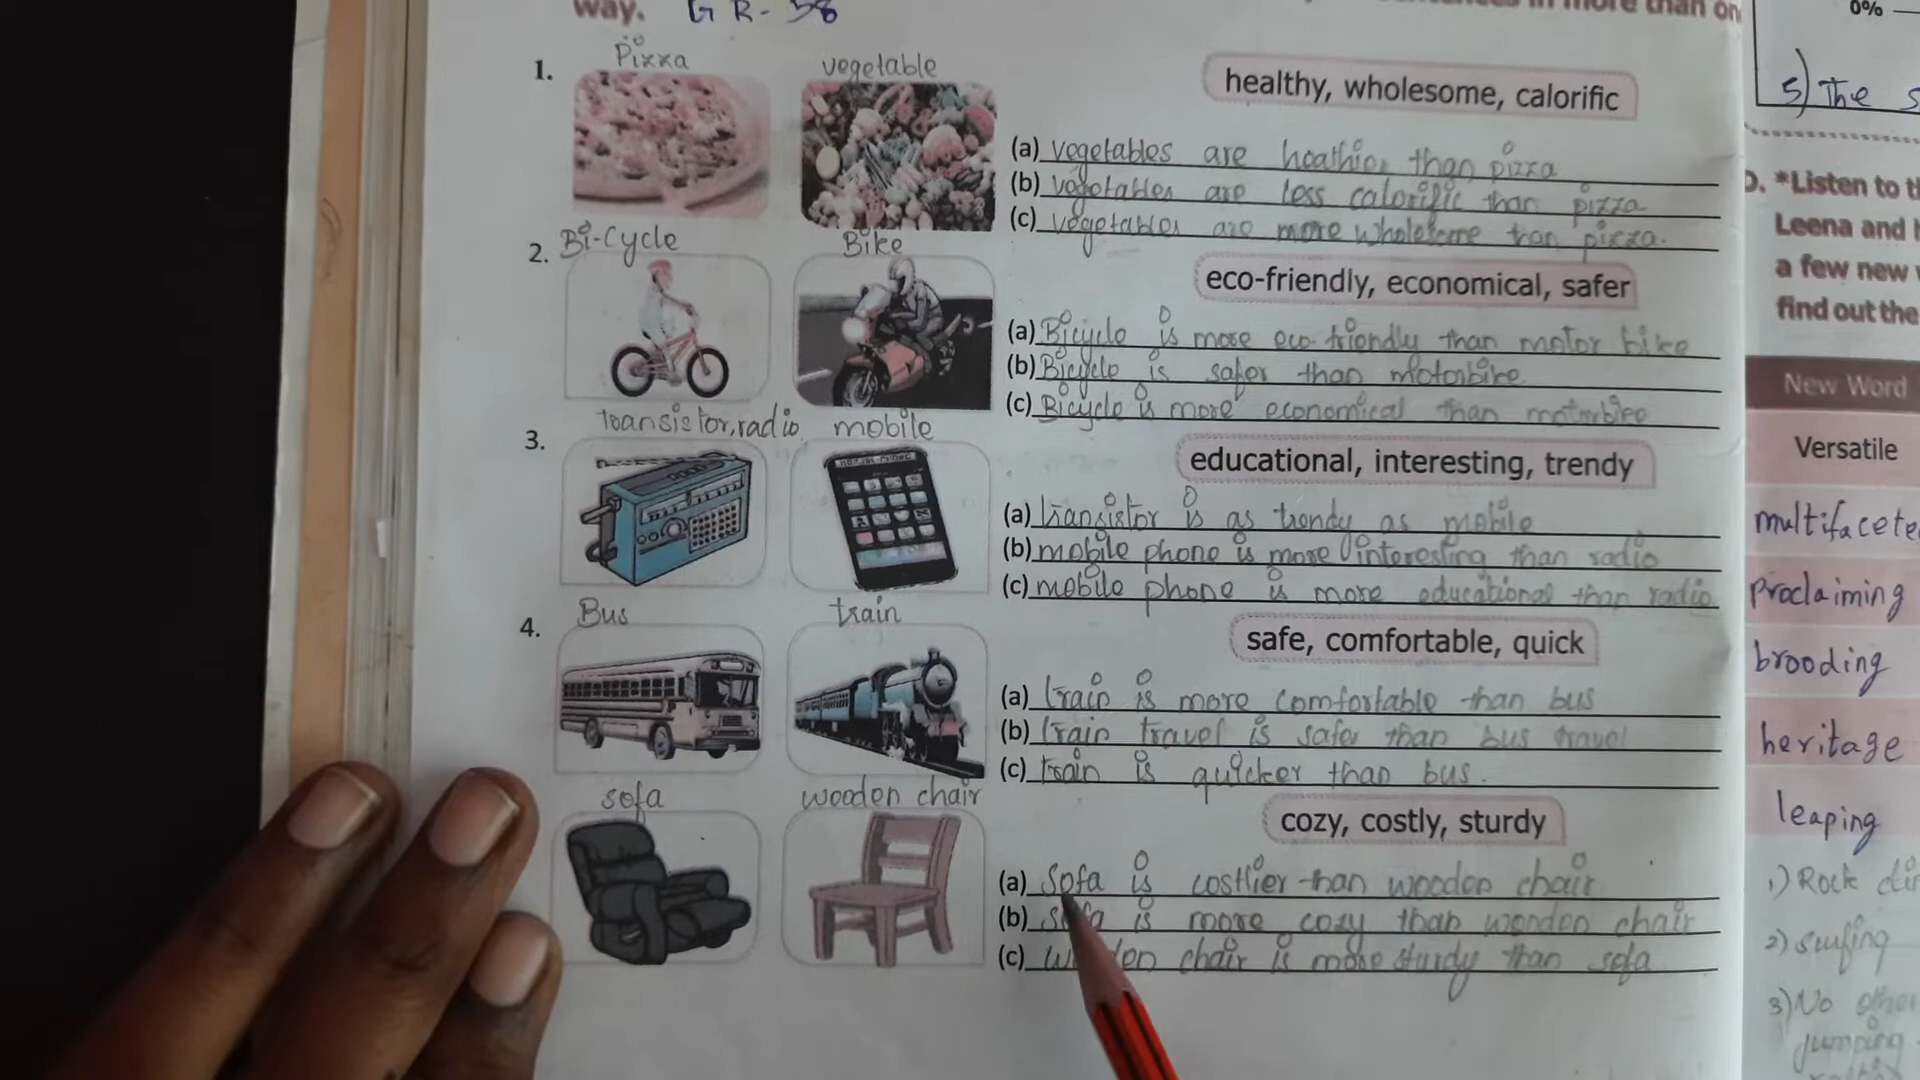 way. GR-58
sentences in more than on
1. Pizza vegetable
healthy, wholesome, calorific
(a) vegetables are heathier than pizza
(b) vegetables are less calorific than pizza
(c) vegetables are more wholesome than pizza.
2. Bi-Cycle Bike
eco-friendly, economical, safer
(a) Bicycle is more eco-friendly than motor bike
(b) Bicycle is safer than motorbike
(c) Bicycle is more economical than motorbike
3. transistor, radio mobile
educational, interesting, trendy
(a) transistor is as trendy as mobile
(b) mobile phone is more interesting than radio
(c) mobile phone is more educational than radio
4. Bus train
safe, comfortable, quick
(a) train is more comfortable than bus
(b) train travel is safer than bus travel
(c) train is quicker than bus.
sofa wooden chair
cozy, costly, sturdy
(a) sofa is costlier than wooden chair
(b) sofa is more cozy than wooden chair
(c) wooden chair is more sturdy than sofa
0%
5) The s
D. *Listen to th
Leena and h
a few new
find out the
New Word
Versatile
multifacete
proclaiming
brooding
heritage
leaping
1) Rock
2) Surfing
3) No other
jumping